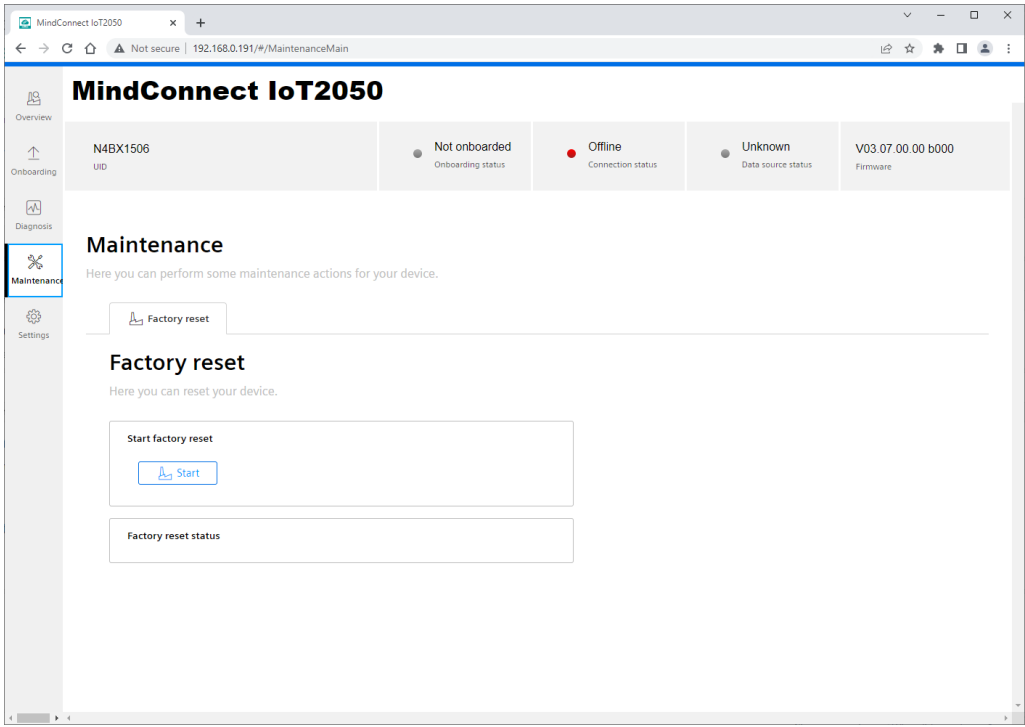 MindConnect IoT2050
Not secure | 192.168.0.191/#/MaintenanceMain
MindConnect IoT2050
Overview
Onboarding
Diagnosis
Maintenance
Settings
N4BX1506
UID
Not onboarded
Onboarding status
Offline
Connection status
Unknown
Data source status
V03.07.00.00 b000
Firmware
Maintenance
Here you can perform some maintenance actions for your device.
Factory reset
Factory reset
Here you can reset your device.
Start factory reset
Start
Factory reset status